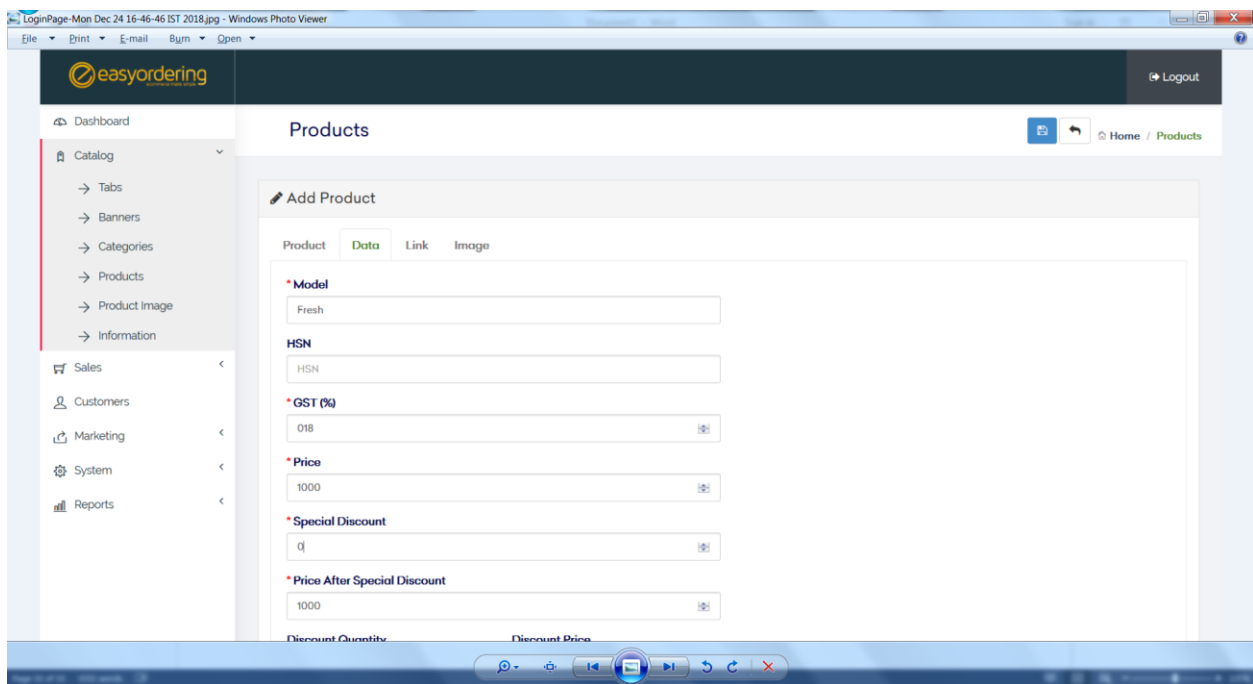 LoginPage-Mon Dec 24 16-46-46 IST 2018.jpg - Windows Photo Viewer
File Print E-mail Burn Open
easyordering
Logout
Dashboard
Products
Home / Products
Catalog
Tabs
Add Product
Banners
Categories
Product Data Link Image
Products
* Model
Product Image
Fresh
Information
HSN
Sales
HSN
Customers
* GST (%)
018
Marketing
* Price
System
1000
Reports
* Special Discount
0
* Price After Special Discount
1000
Discount Quantity Discount Price